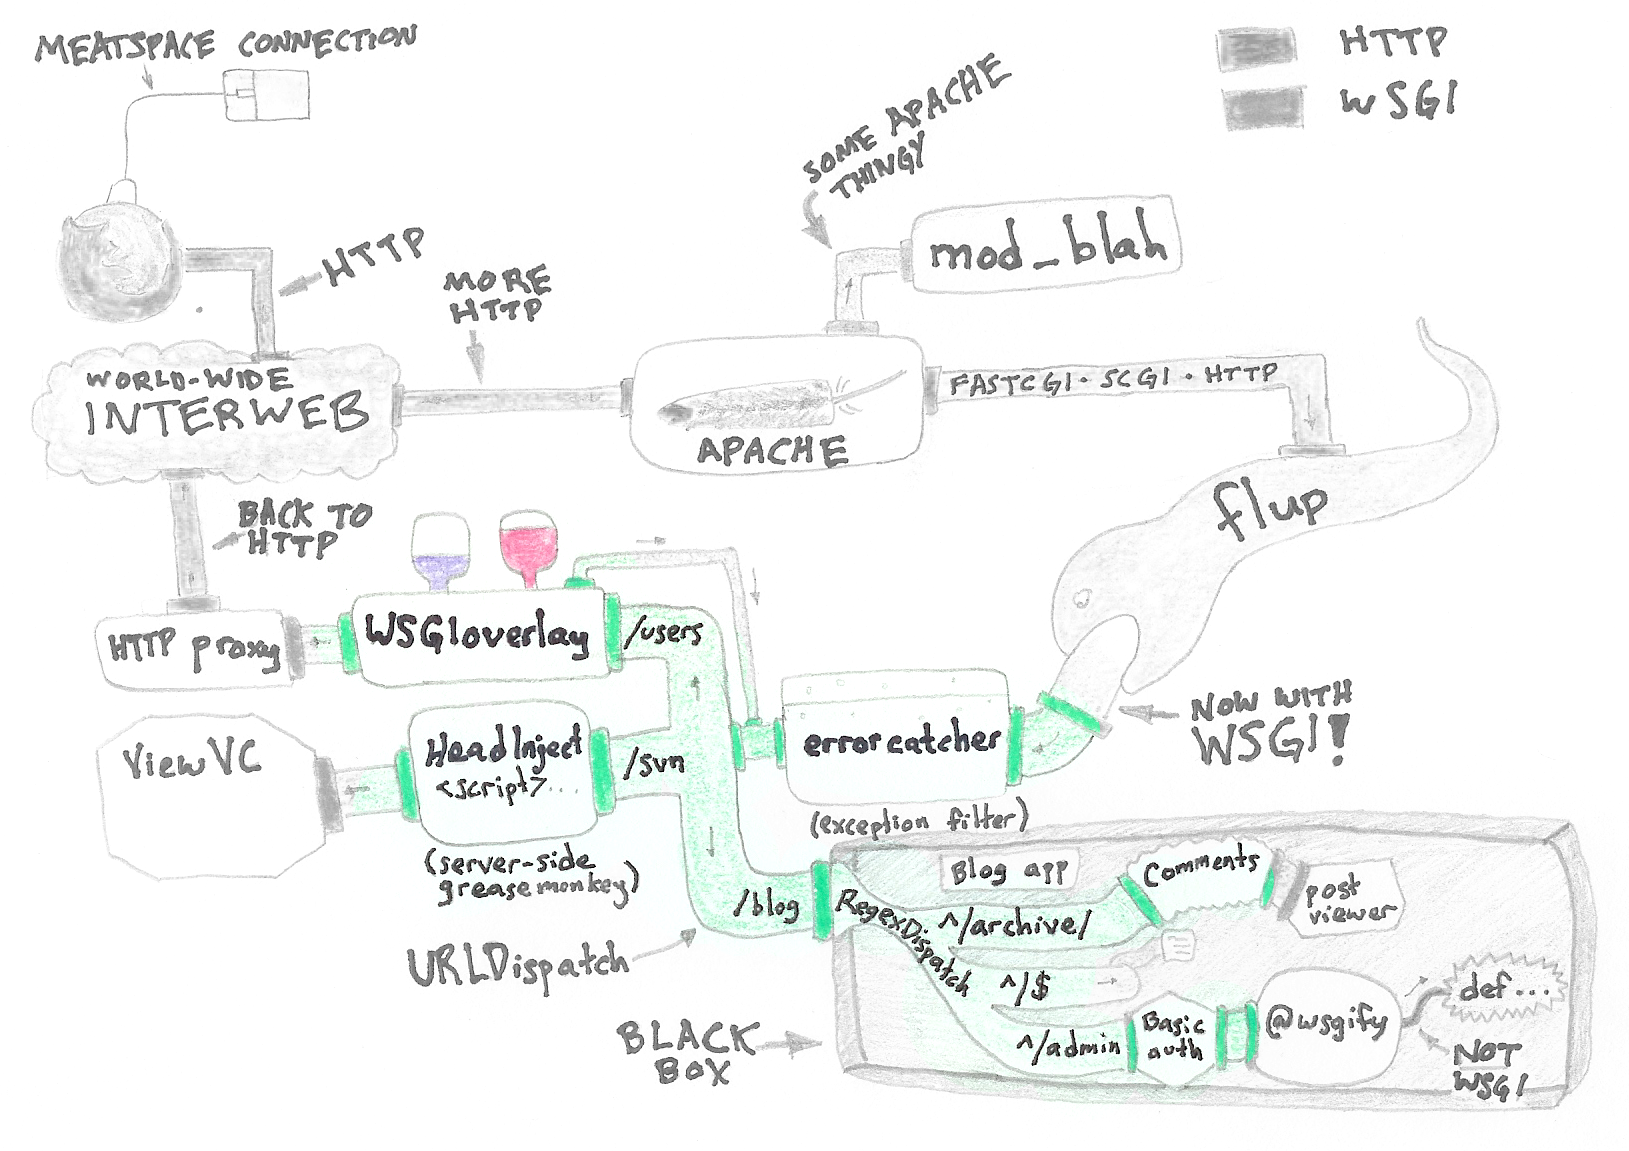 MEATSPACE CONNECTION
HTTP
WSGI
SOME APACHE
THINGY
mod_blah
HTTP
MORE
HTTP
WORLD-WIDE
INTERWEB
APACHE
FASTCGI · SCGI · HTTP
flup
BACK TO
HTTP
HTTP proxy
WSGIoverlay
/users
NOW WITH
WSGI!
ViewVC
HeadInject
<script>...
/svn
errorcatcher
(exception filter)
(server-side
greasemonkey)
/blog
URLDispatch
RegexDispatch
Blog app
^/archive/
Comments
post
viewer
^/$
^/admin
Basic
auth
@wsgify
def...
NOT
WSGI
BLACK
BOX